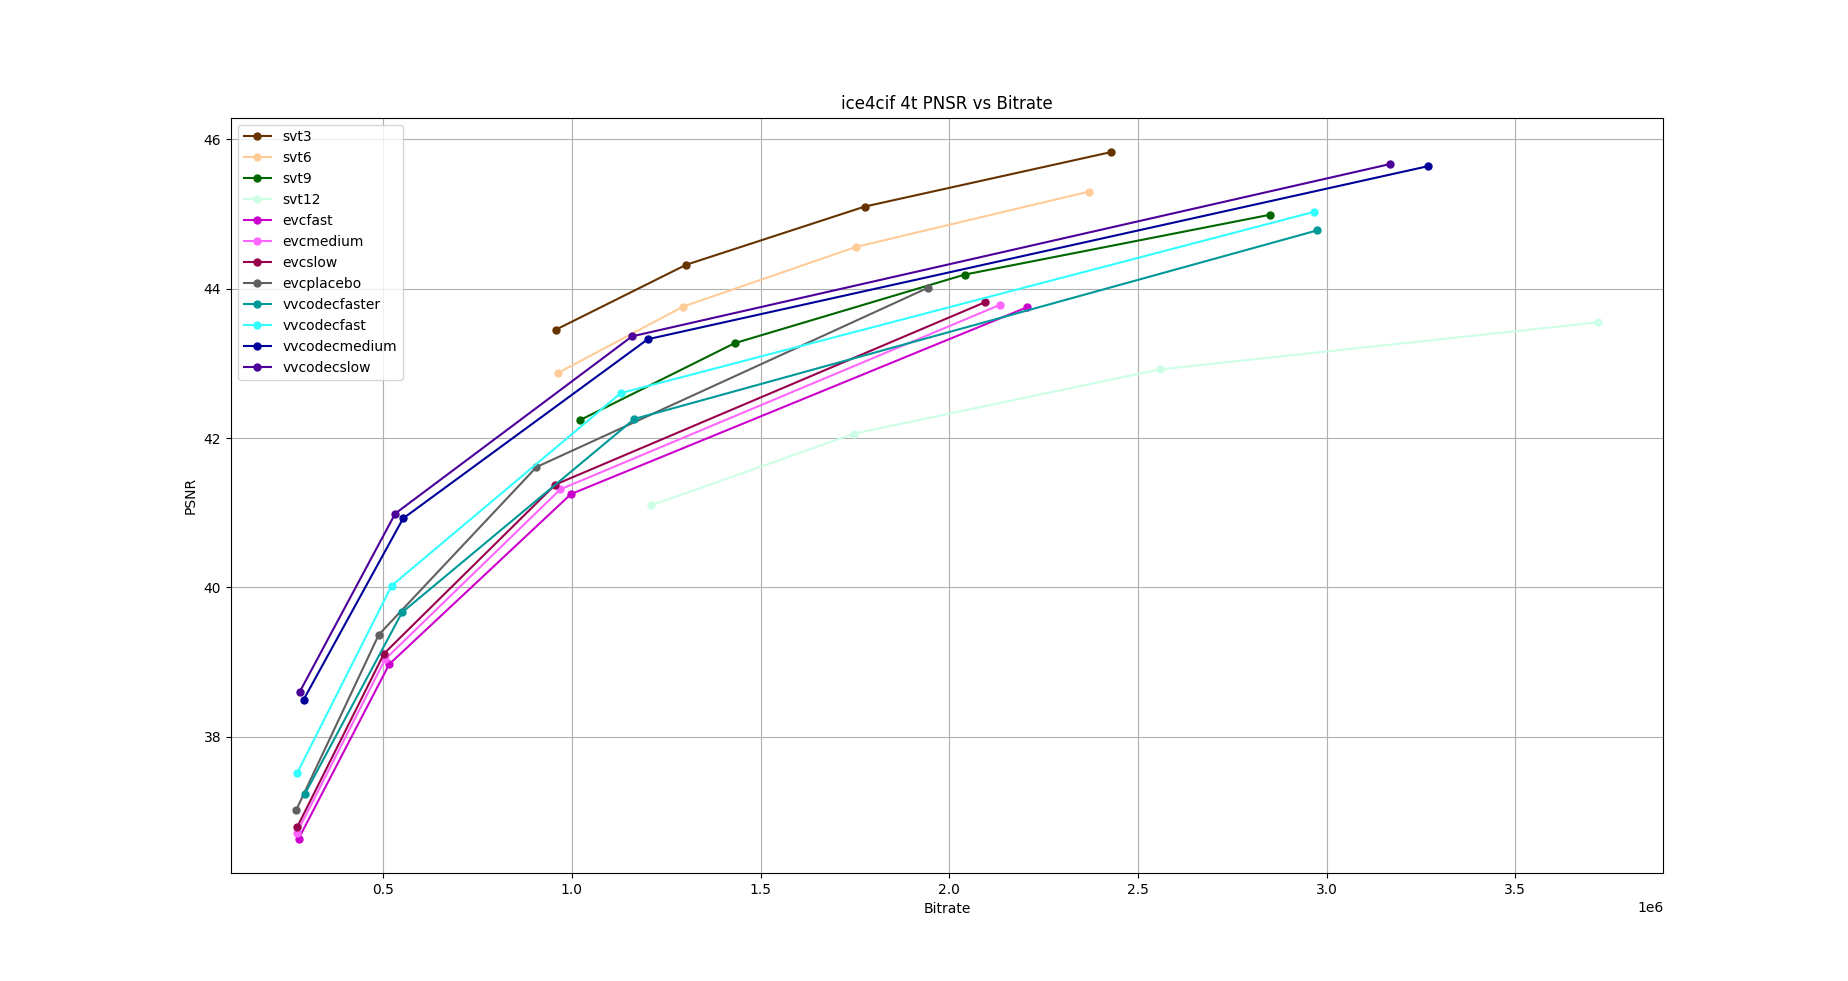 ice4cif 4t PNSR vs Bitrate
svt3
svt6
svt9
svt12
evcfast
evcmedium
evcslow
evcplacebo
vvcodecfaster
vvcodecfast
vvcodecmedium
vvcodecslow
46
44
42
40
38
PSNR
0.5 1.0 1.5 2.0 2.5 3.0 3.5
Bitrate
1e6